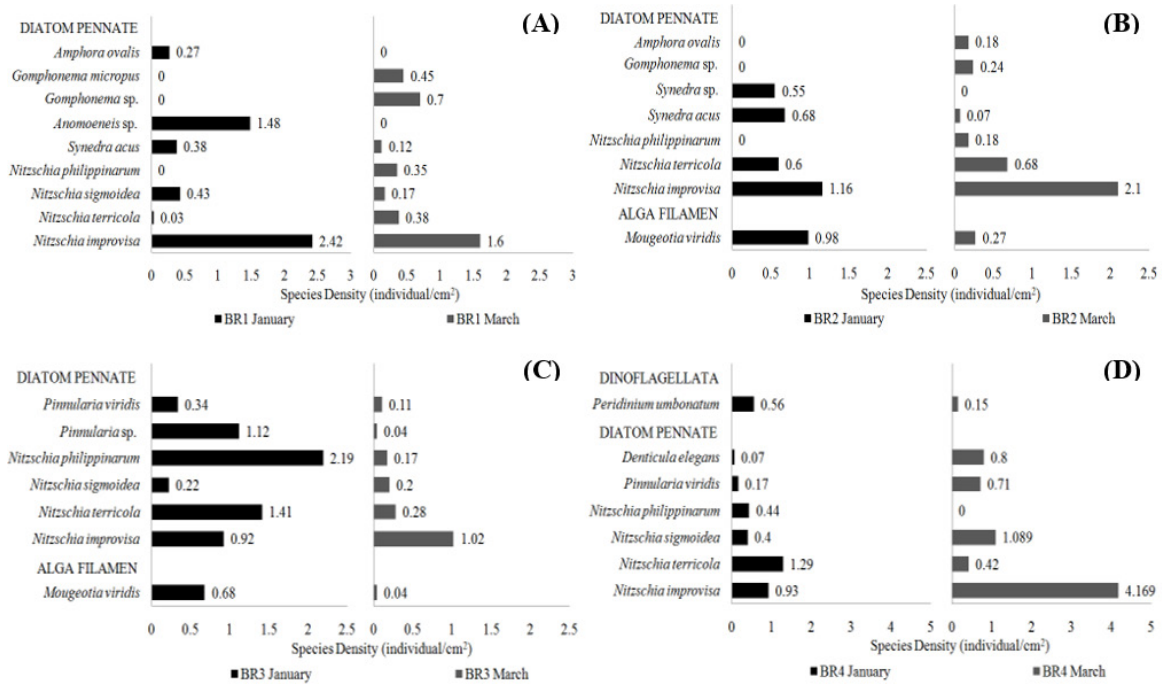 (A)
DIATOM PENNATE
Amphora ovalis 0.27 0
Gomphonema micropus 0 0.45
Gomphonema sp. 0 0.7
Anomoeneis sp. 1.48 0
Synedra acus 0.38 0.12
Nitzschia philippinarum 0 0.35
Nitzschia sigmoidea 0.43 0.17
Nitzschia terricola 0.03 0.38
Nitzschia improvisa 2.42 1.6
0 0.5 1 1.5 2 2.5 3 0 0.5 1 1.5 2 2.5 3
Species Density (individual/cm²)
BR1 January BR1 March
(B)
DIATOM PENNATE
Amphora ovalis 0 0.18
Gomphonema sp. 0 0.24
Synedra sp. 0.55 0
Synedra acus 0.68 0.07
Nitzschia philippinarum 0 0.18
Nitzschia terricola 0.6 0.68
Nitzschia improvisa 1.16 2.1
ALGA FILAMEN
Mougeotia viridis 0.98 0.27
0 0.5 1 1.5 2 2.5 0 0.5 1 1.5 2 2.5
Species Density (individual/cm²)
BR2 January BR2 March
(C)
DIATOM PENNATE
Pinnularia viridis 0.34 0.11
Pinnularia sp. 1.12 0.04
Nitzschia philippinarum 2.19 0.17
Nitzschia sigmoidea 0.22 0.2
Nitzschia terricola 1.41 0.28
Nitzschia improvisa 0.92 1.02
ALGA FILAMEN
Mougeotia viridis 0.68 0.04
0 0.5 1 1.5 2 2.5 0 0.5 1 1.5 2 2.5
Species Density (individual/cm²)
BR3 January BR3 March
(D)
DINOFLAGELLATA
Peridinium umbonatum 0.56 0.15
DIATOM PENNATE
Denticula elegans 0.07 0.8
Pinnularia viridis 0.17 0.71
Nitzschia philippinarum 0.44 0
Nitzschia sigmoidea 0.4 1.089
Nitzschia terricola 1.29 0.42
Nitzschia improvisa 0.93 4.169
0 1 2 3 4 5 0 1 2 3 4 5
Species Density (individual/cm²)
BR4 January BR4 March